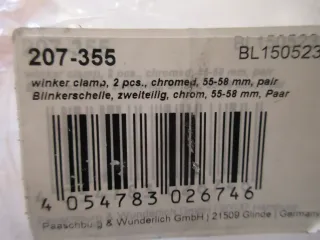 207-355 BL150523
winker clamp, 2 pcs., chromed, 55-58 mm, pair
Blinkerschelle, zweiteilig, chrom, 55-58 mm, Paar
4 054783 026746
Paaschburg & Wunderlich GmbH | 21509 Glinde | German